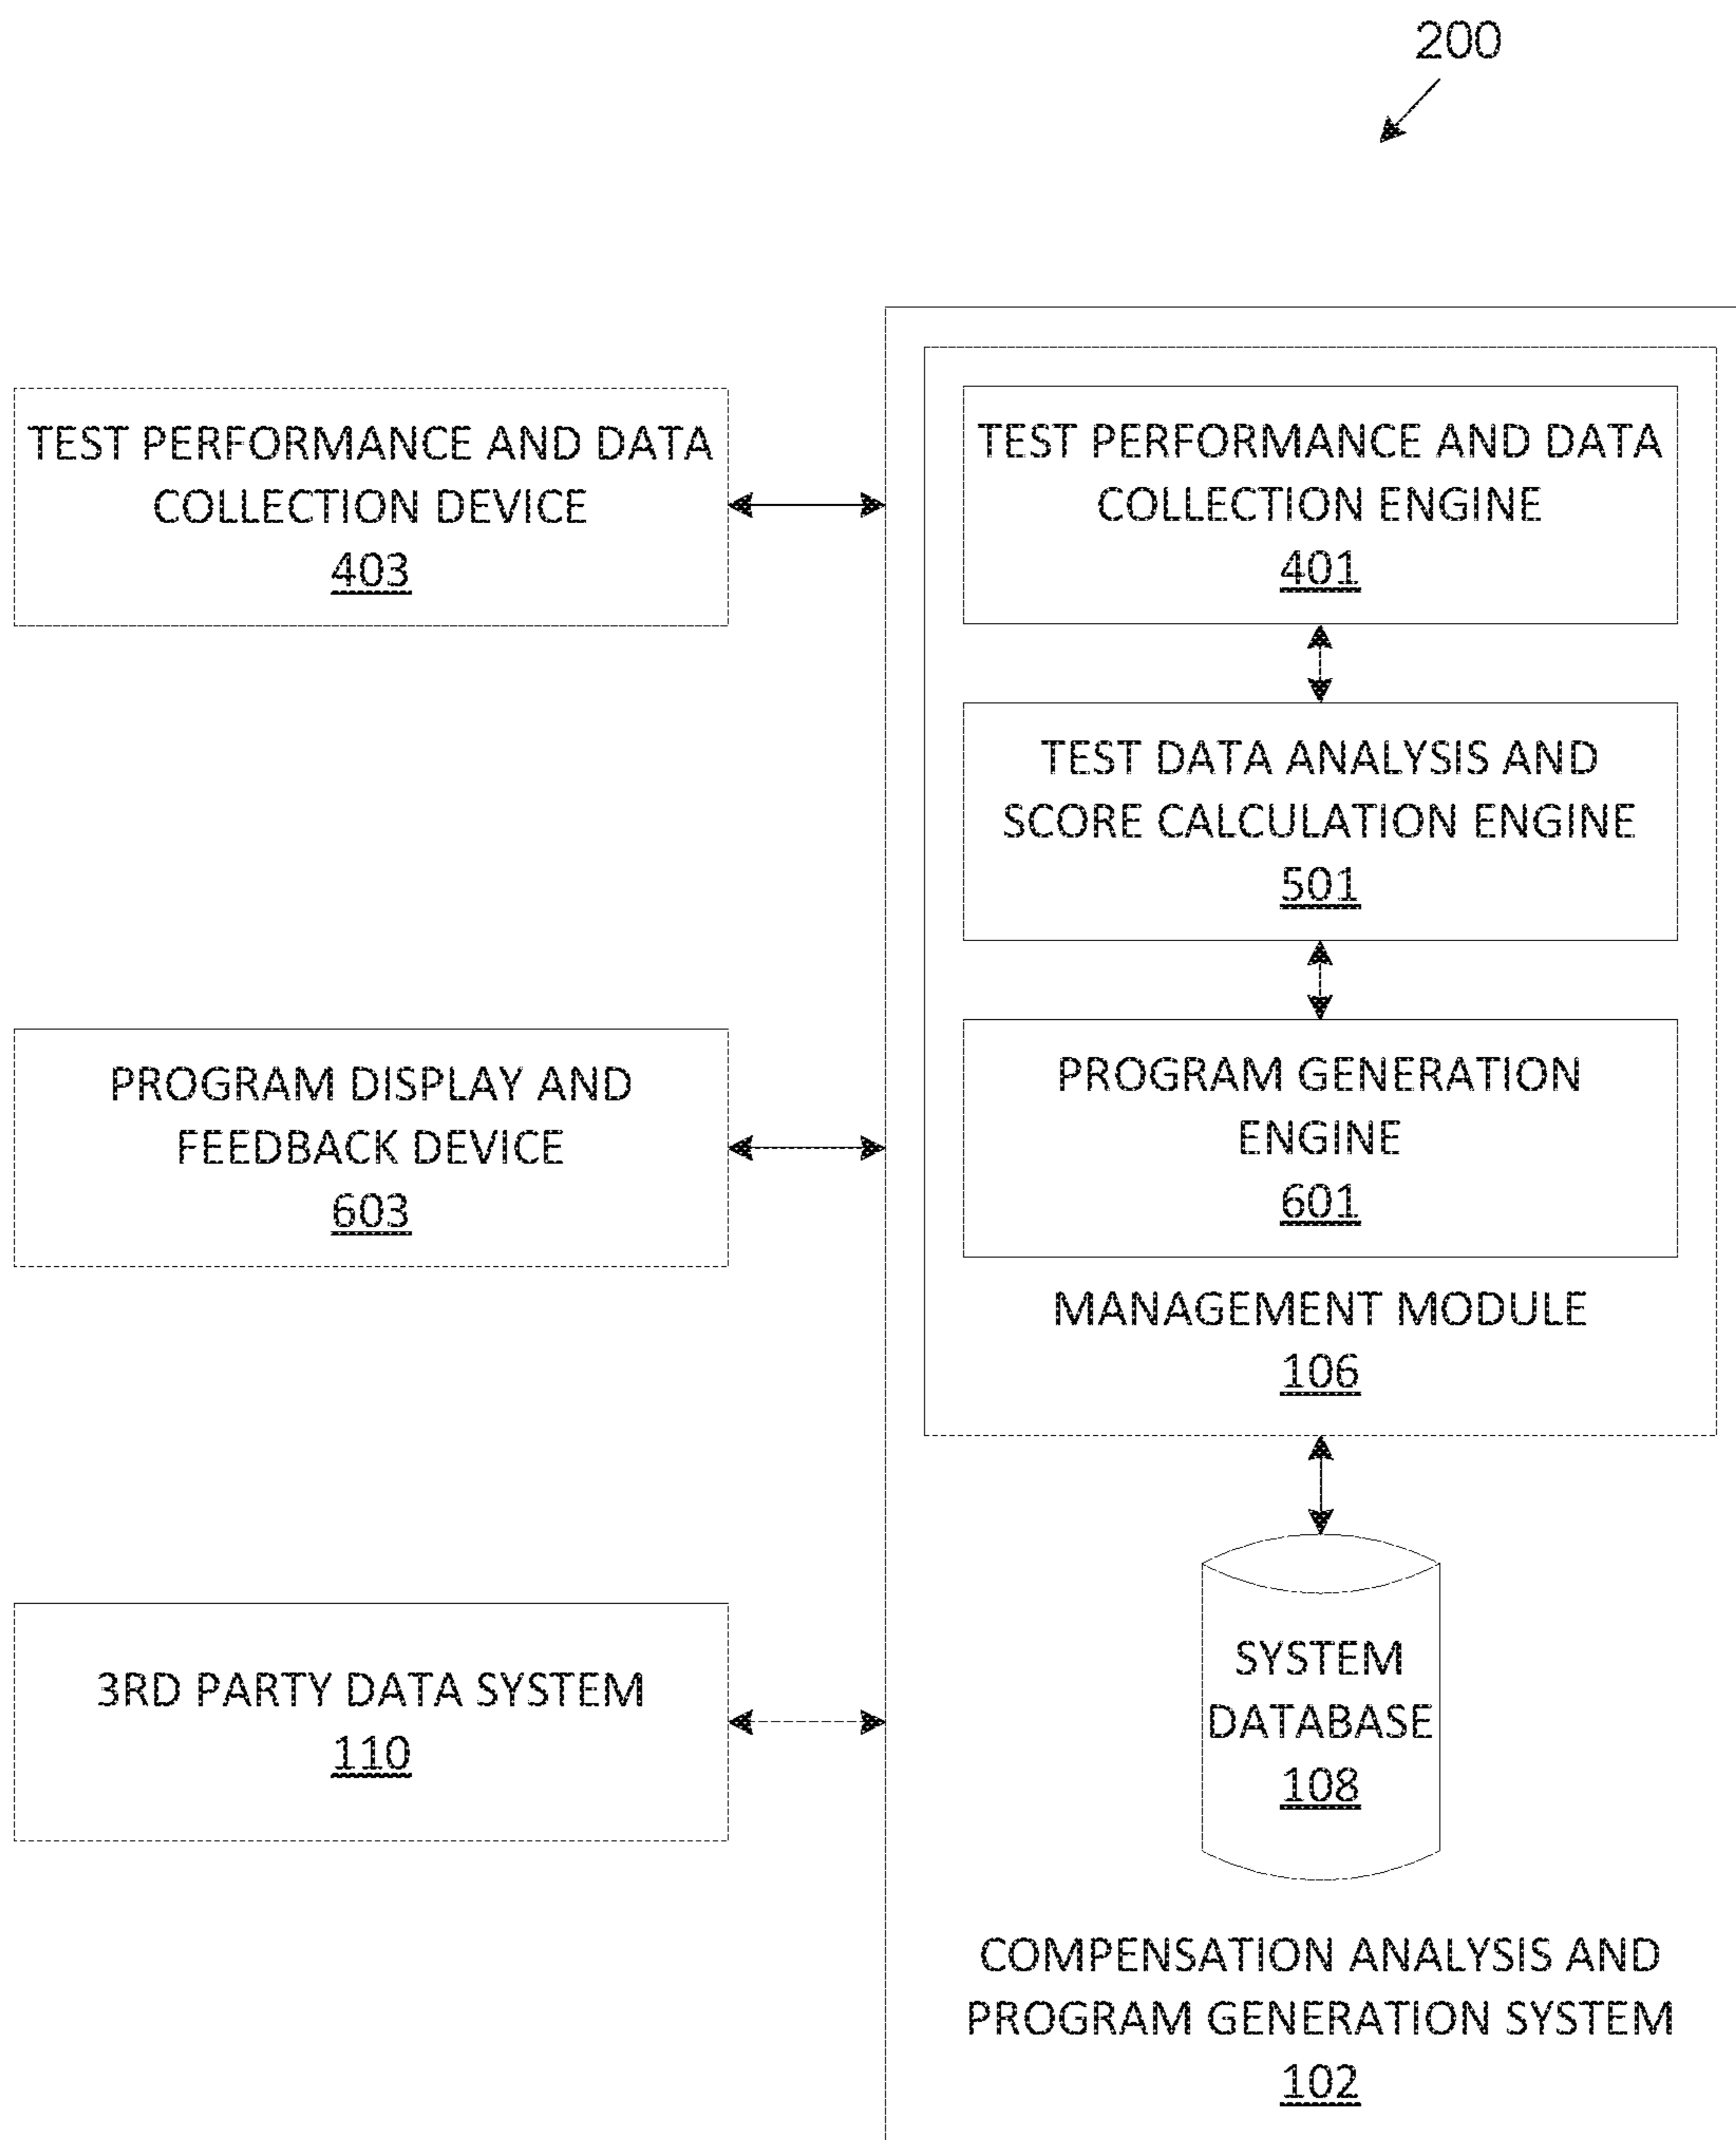 200
TEST PERFORMANCE AND DATA
COLLECTION DEVICE
403
TEST PERFORMANCE AND DATA
COLLECTION ENGINE
401
TEST DATA ANALYSIS AND
SCORE CALCULATION ENGINE
501
PROGRAM DISPLAY AND
FEEDBACK DEVICE
603
PROGRAM GENERATION
ENGINE
601
MANAGEMENT MODULE
106
3RD PARTY DATA SYSTEM
110
SYSTEM
DATABASE
108
COMPENSATION ANALYSIS AND
PROGRAM GENERATION SYSTEM
102